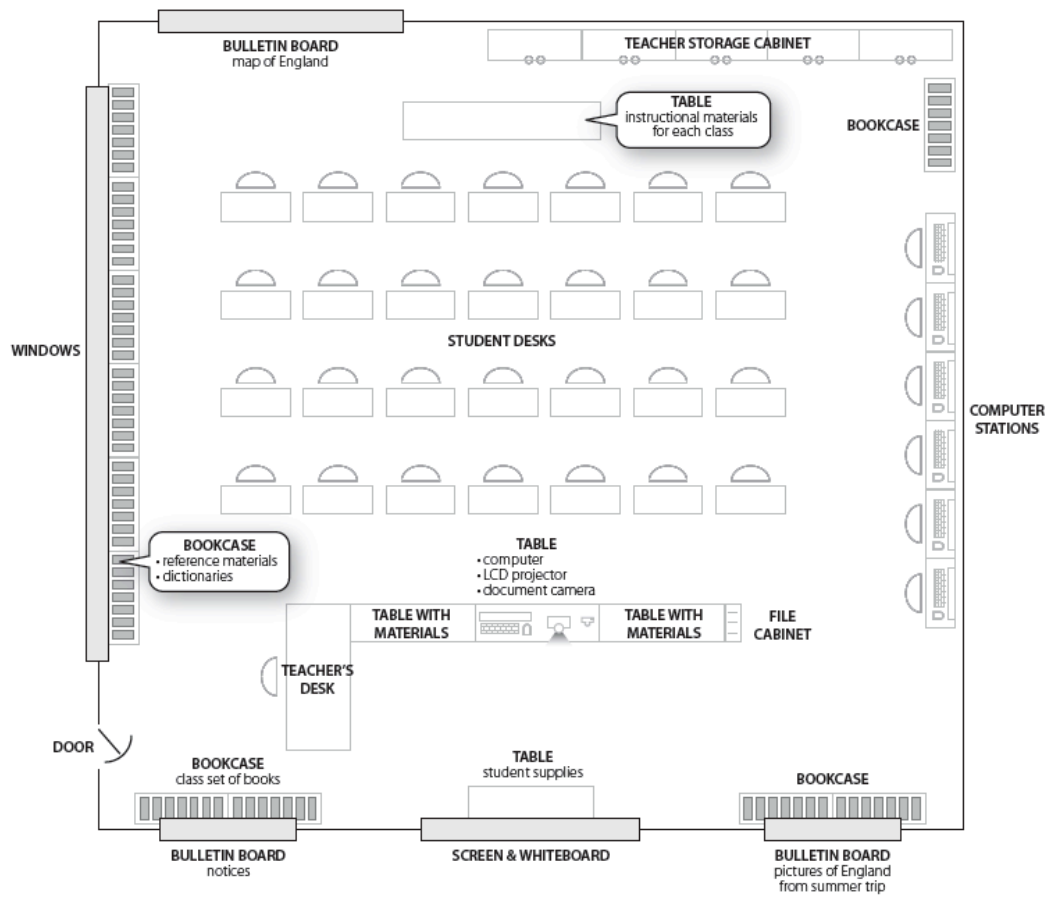 BULLETIN BOARD
map of England
TEACHER STORAGE CABINET
TABLE
instructional materials
for each class
BOOKCASE
WINDOWS
STUDENT DESKS
COMPUTER
STATIONS
BOOKCASE
• reference materials
• dictionaries
TABLE
• computer
• LCD projector
• document camera
TABLE WITH
MATERIALS
TABLE WITH
MATERIALS
FILE
CABINET
TEACHER'S
DESK
DOOR
BOOKCASE
class set of books
TABLE
student supplies
BOOKCASE
BULLETIN BOARD
notices
SCREEN & WHITEBOARD
BULLETIN BOARD
pictures of England
from summer trip